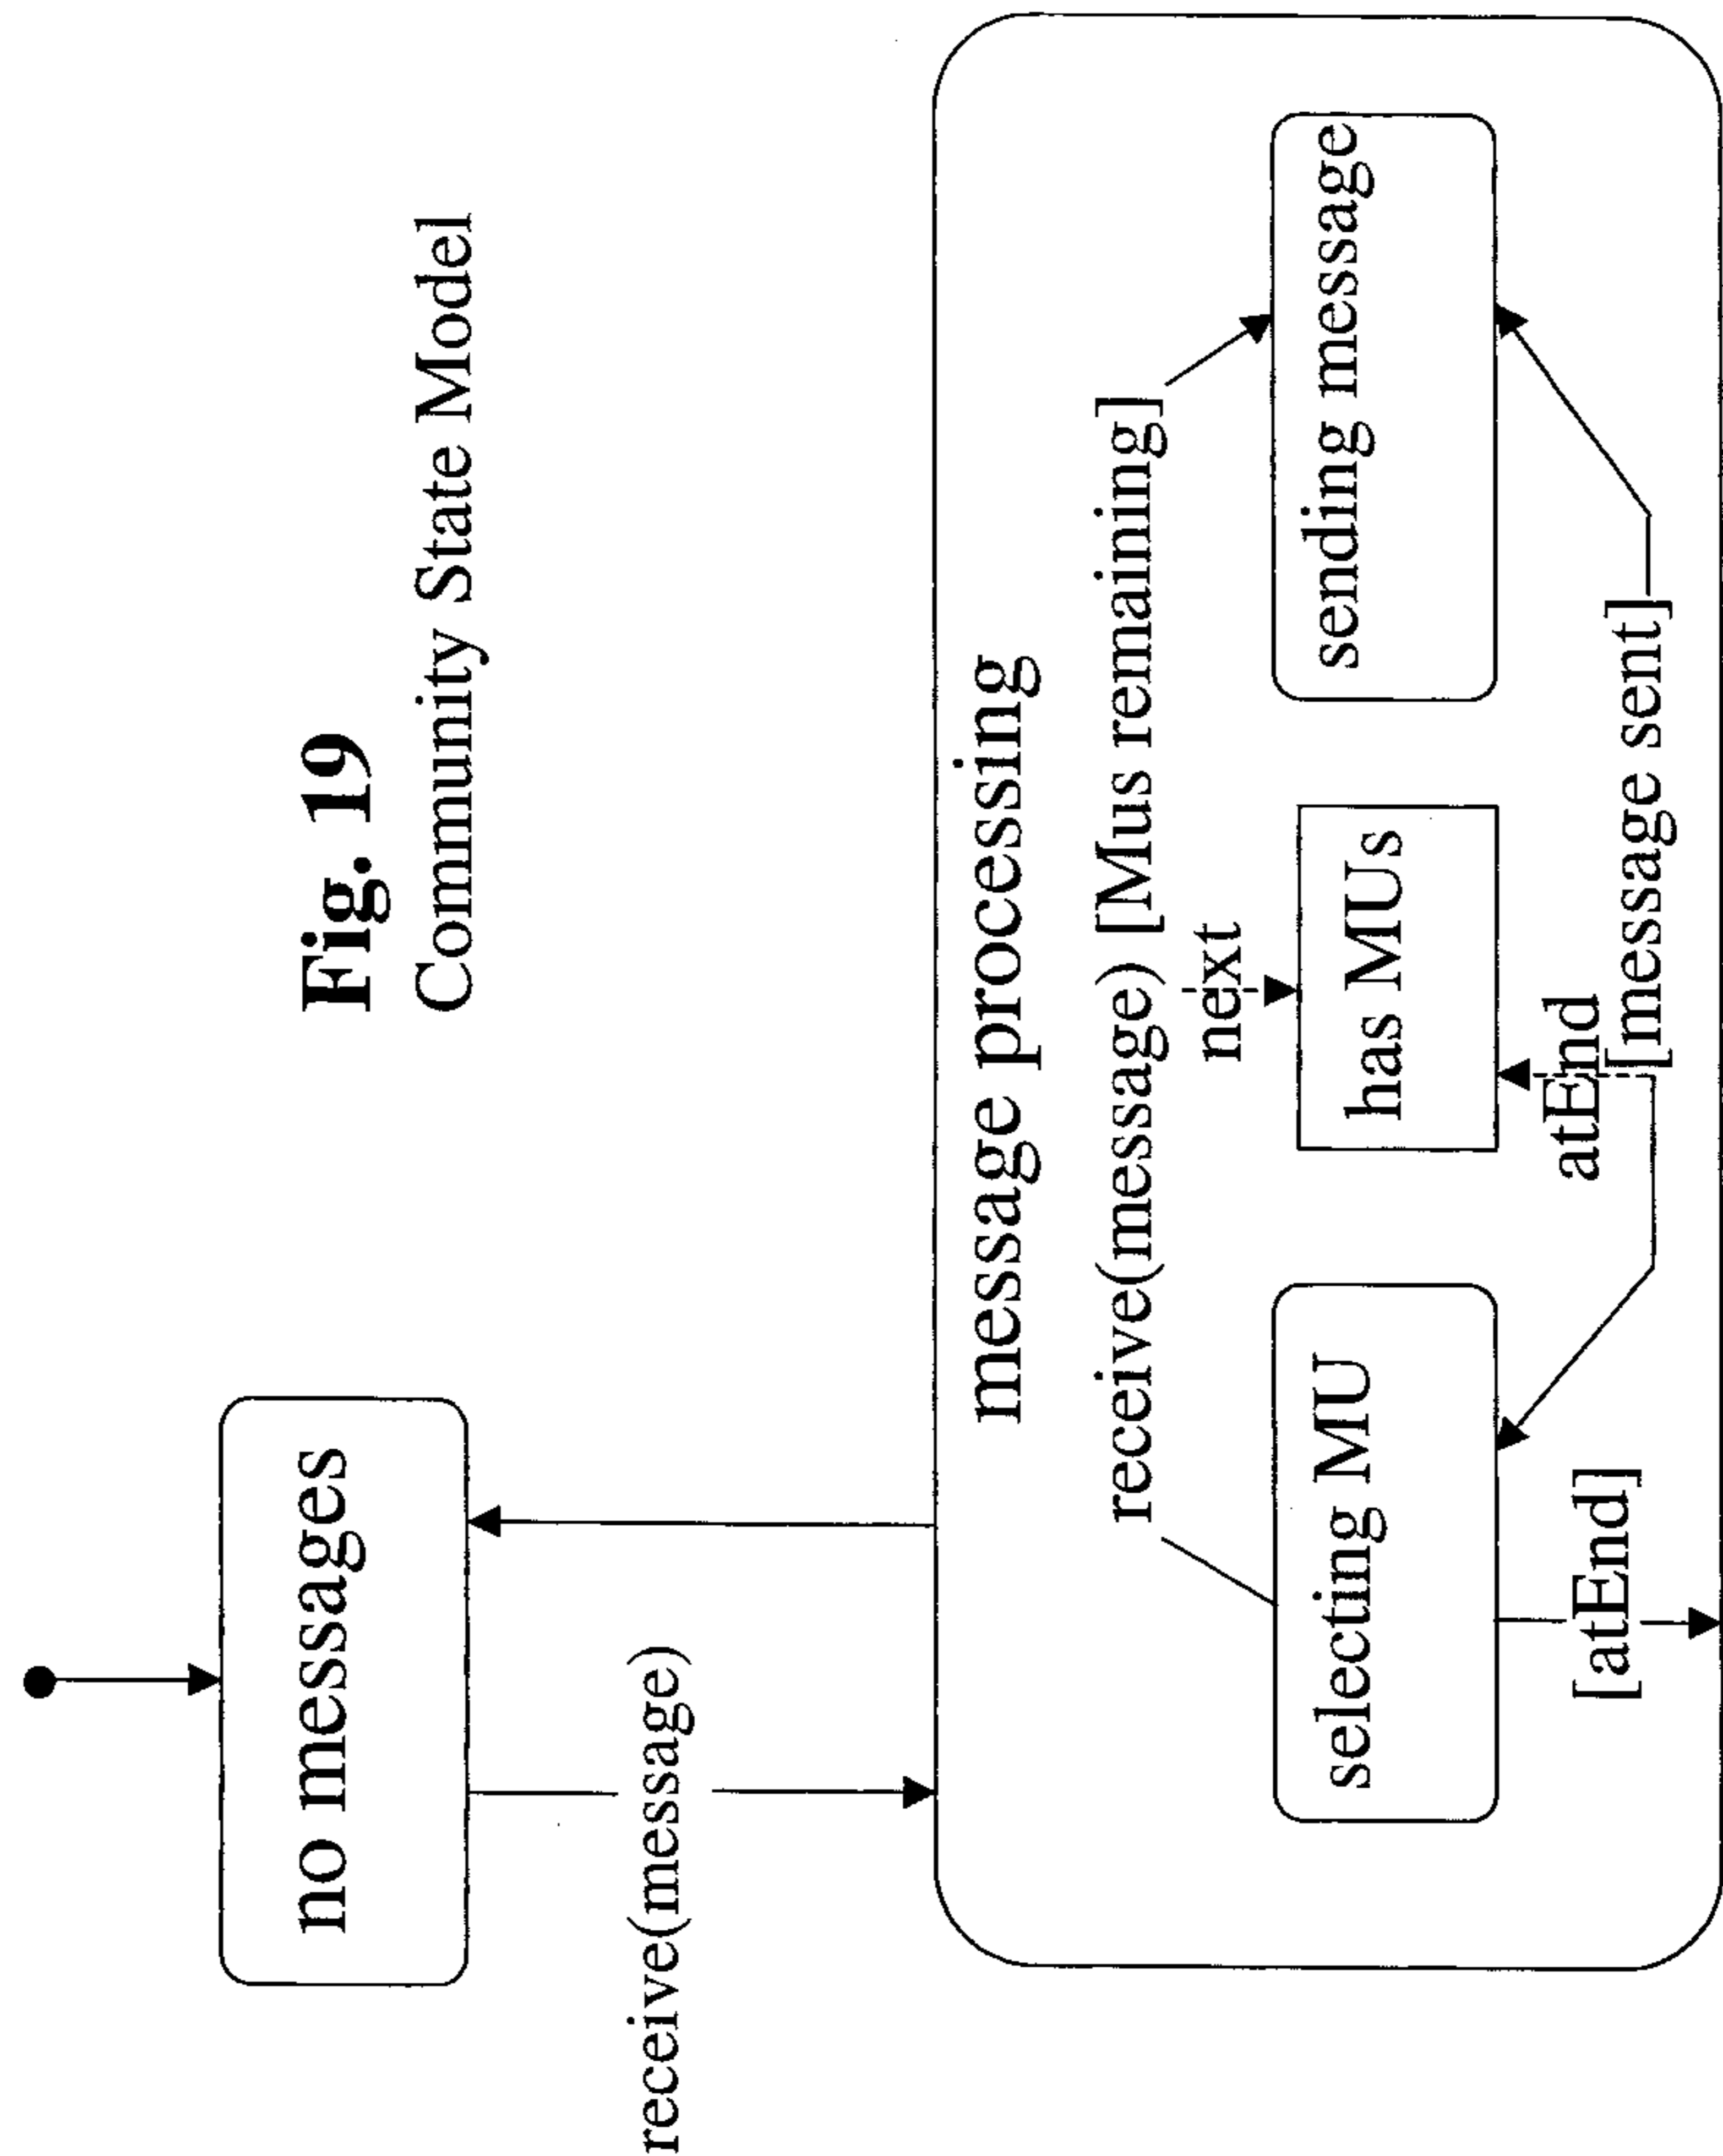 Fig. 19
Community State Model
no messages
receive(message)
message processing
receive(message) [Mus remaining]
next
selecting MU
has MUs
sending message
atEnd
[atEnd]
[message sent]